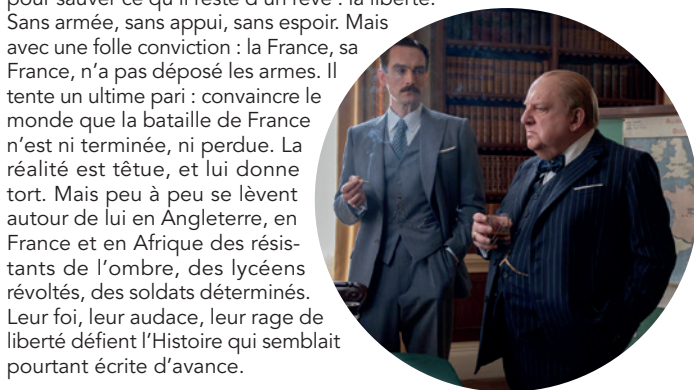 pour sauver ce qu'il reste d'un rêve : la liberté.
Sans armée, sans appui, sans espoir. Mais
avec une folle conviction : la France, sa
France, n'a pas déposé les armes. Il
tente un ultime pari : convaincre le
monde que la bataille de France
n'est ni terminée, ni perdue. La
réalité est têtue, et lui donne
tort. Mais peu à peu se lèvent
autour de lui en Angleterre, en
France et en Afrique des résis-
tants de l'ombre, des lycéens
révoltés, des soldats déterminés.
Leur foi, leur audace, leur rage de
liberté défient l'Histoire qui semblait
pourtant écrite d'avance.